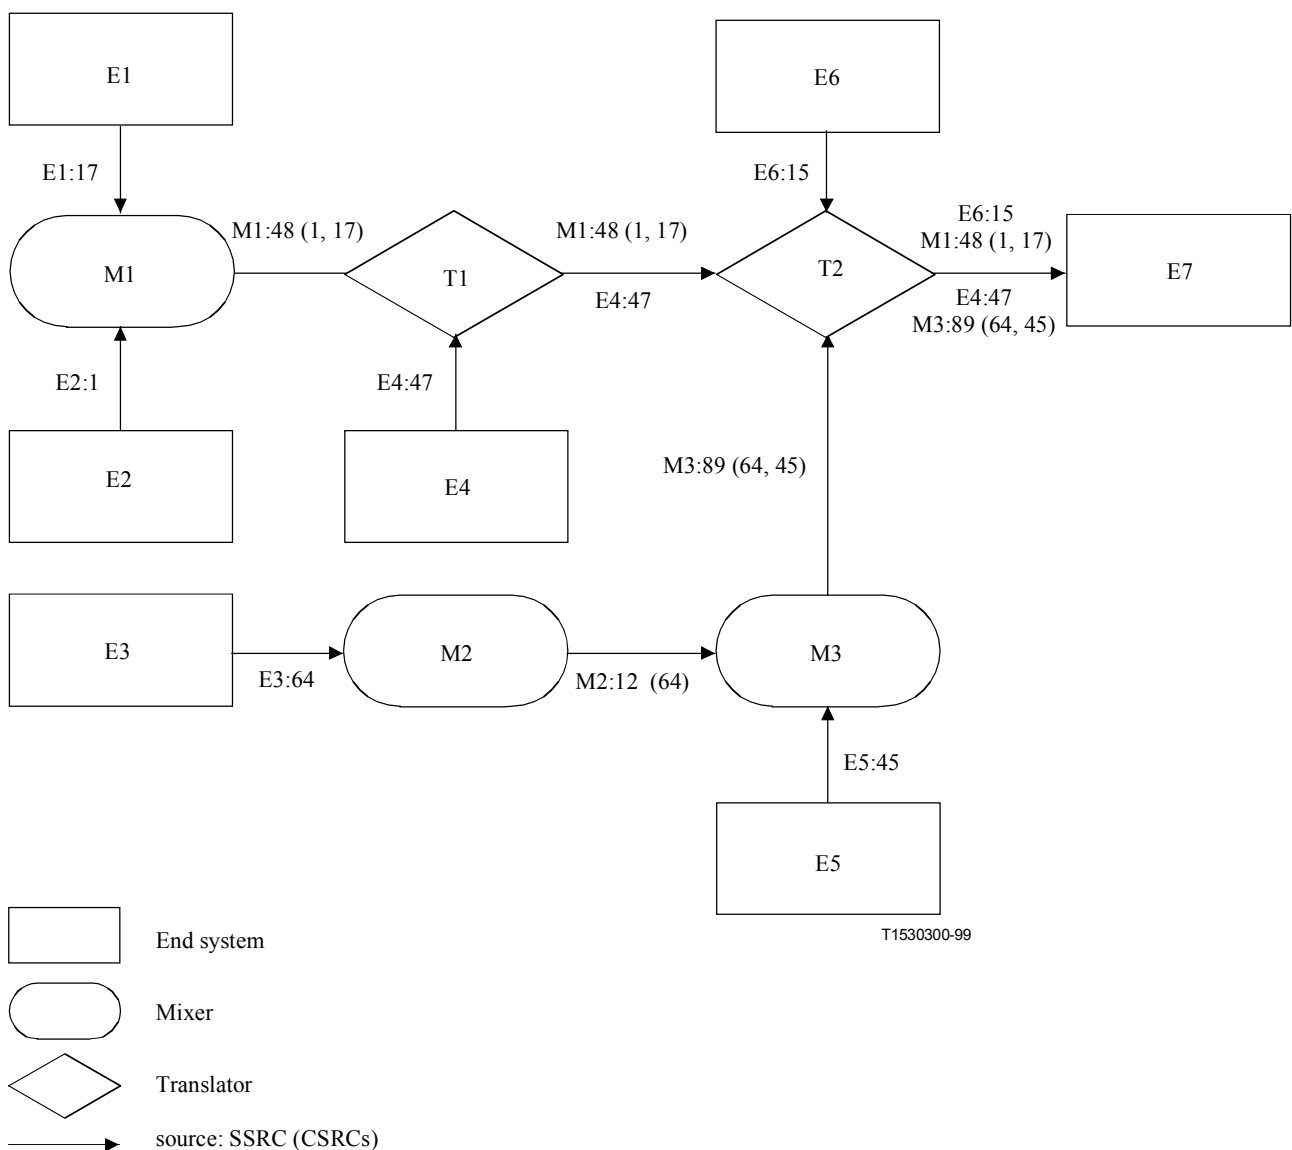 E1
E6
E1:17
E6:15
M1:48 (1, 17)
M1:48 (1, 17)
E6:15
M1:48 (1, 17)
M1
T1
T2
E7
E4:47
E4:47
M3:89 (64, 45)
E2:1
E4:47
E2
E4
M3:89 (64, 45)
E3
M2
M3
E3:64
M2:12 (64)
E5:45
E5
T1530300-99
End system
Mixer
Translator
source: SSRC (CSRCs)